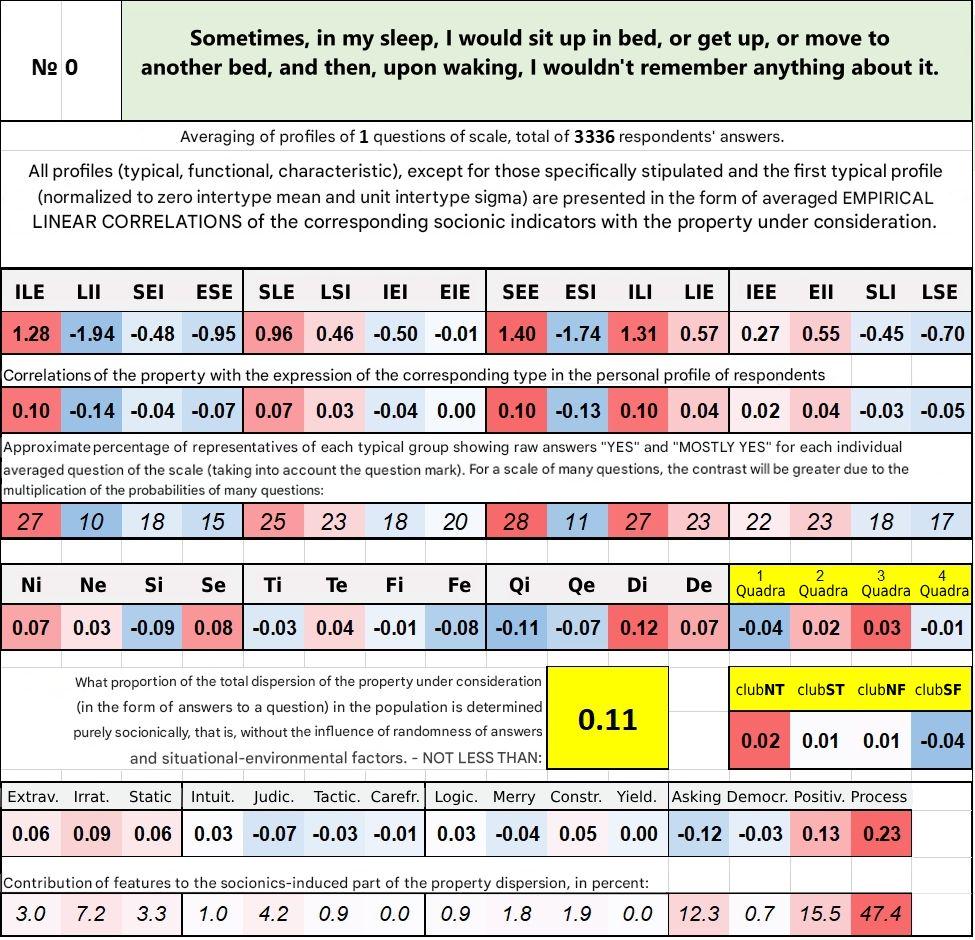 № 0
Sometimes, in my sleep, I would sit up in bed, or get up, or move to
another bed, and then, upon waking, I wouldn't remember anything about it.
Averaging of profiles of 1 questions of scale, total of 3336 respondents' answers.
All profiles (typical, functional, characteristic), except for those specifically stipulated and the first typical profile
(normalized to zero intertype mean and unit intertype sigma) are presented in the form of averaged EMPIRICAL
LINEAR CORRELATIONS of the corresponding socionic indicators with the property under consideration.
ILE LII SEI ESE SLE LSI IEI EIE SEE ESI ILI LIE IEE EII SLI LSE
1.28 -1.94 -0.48 -0.95 0.96 0.46 -0.50 -0.01 1.40 -1.74 1.31 0.57 0.27 0.55 -0.45 -0.70
Correlations of the property with the expression of the corresponding type in the personal profile of respondents
0.10 -0.14 -0.04 -0.07 0.07 0.03 -0.04 0.00 0.10 -0.13 0.10 0.04 0.02 0.04 -0.03 -0.05
Approximate percentage of representatives of each typical group showing raw answers "YES" and "MOSTLY YES" for each individual
averaged question of the scale (taking into account the question mark). For a scale of many questions, the contrast will be greater due to the
multiplication of the probabilities of many questions:
27 10 18 15 25 23 18 20 28 11 27 23 22 23 18 17
Ni Ne Si Se Ti Te Fi Fe Qi Qe Di De 1 Quadra 2 Quadra 3 Quadra 4 Quadra
0.07 0.03 -0.09 0.08 -0.03 0.04 -0.01 -0.08 -0.11 -0.07 0.12 0.07 -0.04 0.02 0.03 -0.01
What proportion of the total dispersion of the property under consideration
(in the form of answers to a question) in the population is determined
purely socionically, that is, without the influence of randomness of answers
and situational-environmental factors. - NOT LESS THAN:
0.11
clubNT clubST clubNF clubSF
0.02 0.01 0.01 -0.04
Extrav. Irrat. Static Intuit. Judic. Tactic. Carefr. Logic. Merry Constr. Yield. Asking Democr. Positiv. Process
0.06 0.09 0.06 0.03 -0.07 -0.03 -0.01 0.03 -0.04 0.05 0.00 -0.12 -0.03 0.13 0.23
Contribution of features to the socionics-induced part of the property dispersion, in percent:
3.0 7.2 3.3 1.0 4.2 0.9 0.0 0.9 1.8 1.9 0.0 12.3 0.7 15.5 47.4